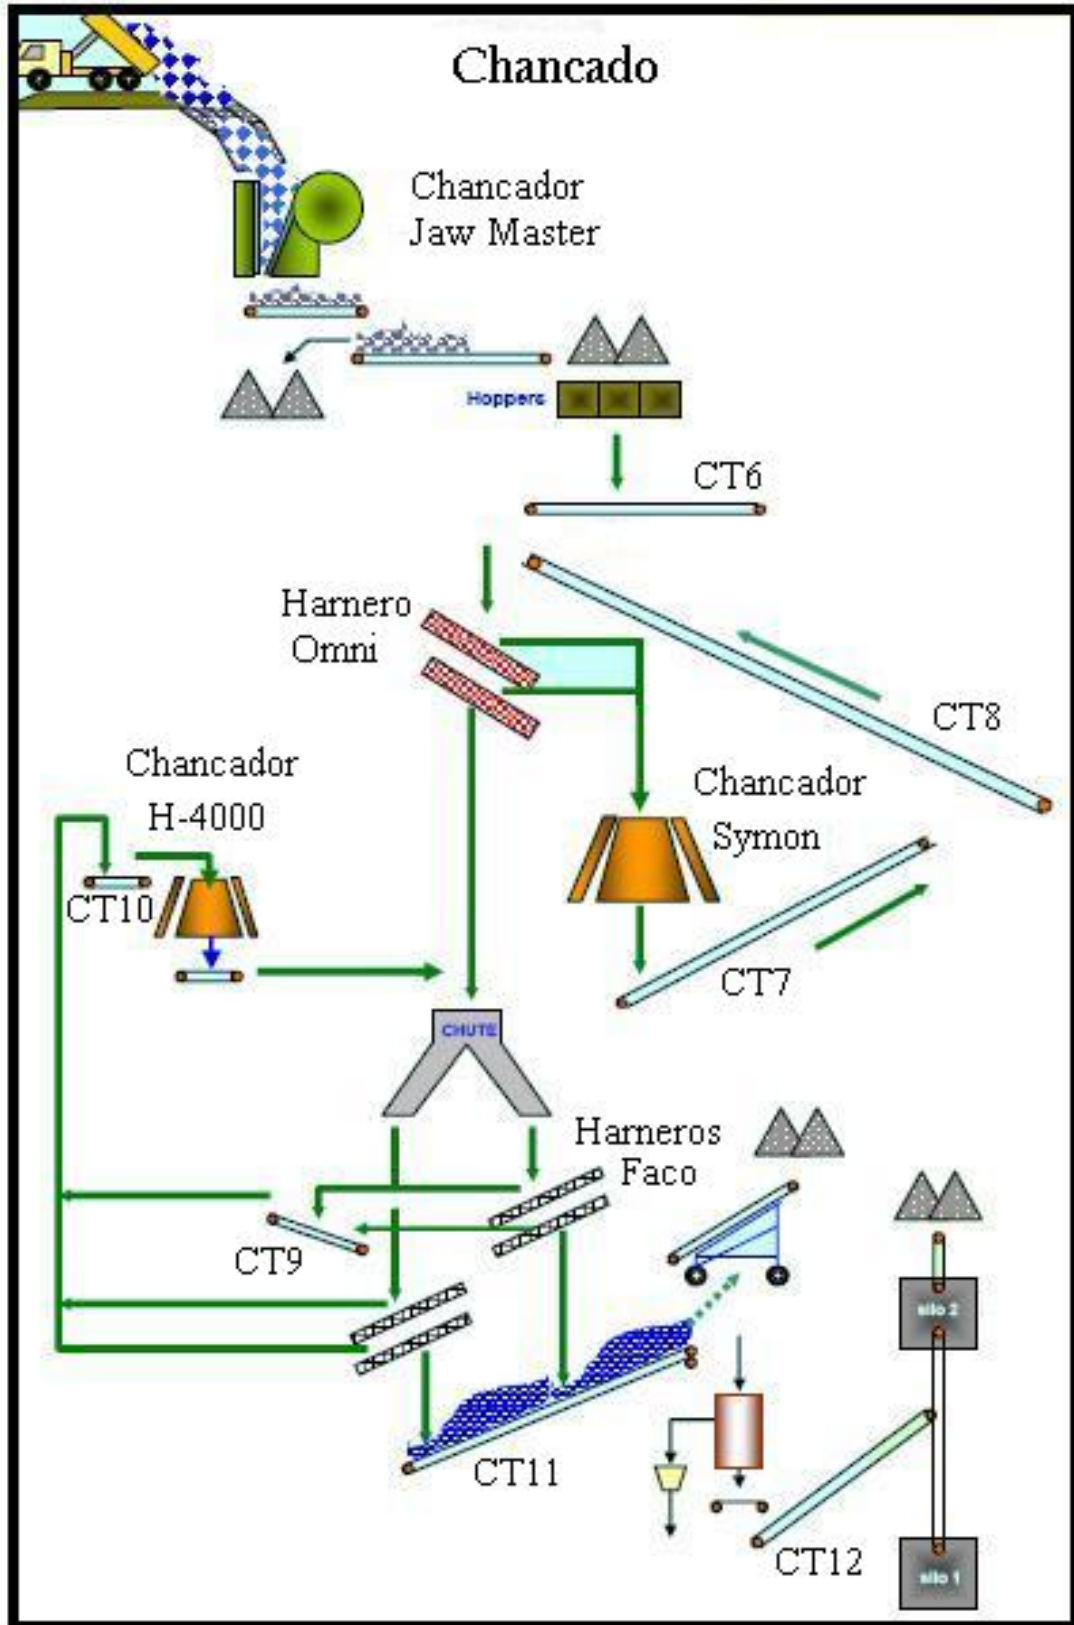 Chancado
Chancador
Jaw Master
Hoppers
CT6
Harnero
Omni
CT8
Chancador
H-4000
Chancador
Symon
CT10
CT7
CHUTE
Harneros
Faco
CT9
silo 2
CT11
CT12
silo 1